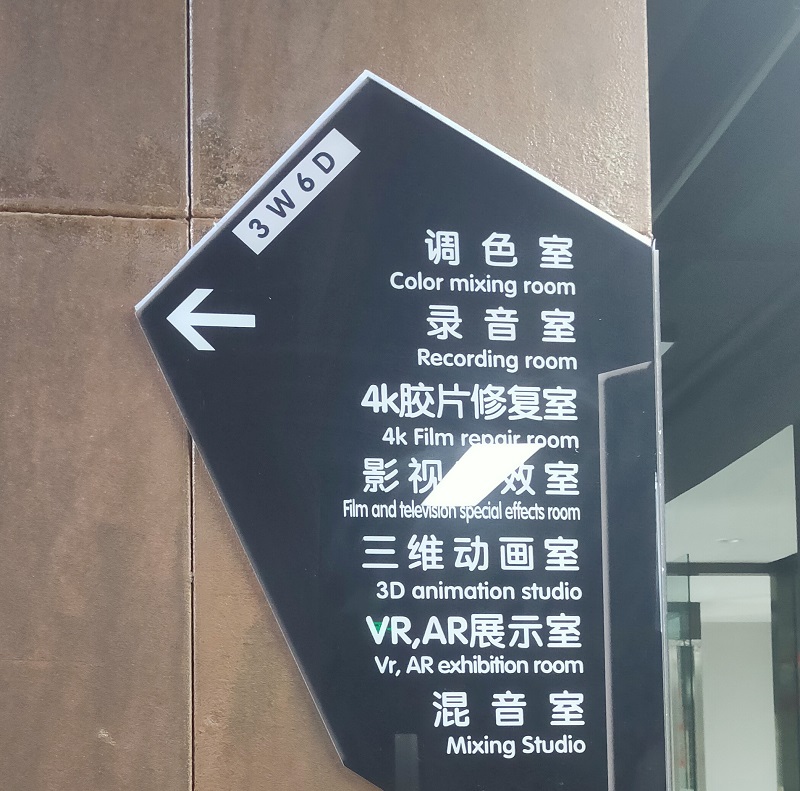 3W6D
调色室
Color mixing room
录音室
Recording room
4k胶片修复室
4k Film repair room
影视效室
Film and television special effects room
三维动画室
3D animation studio
VR,AR展示室
Vr, AR exhibition room
混音室
Mixing Studio